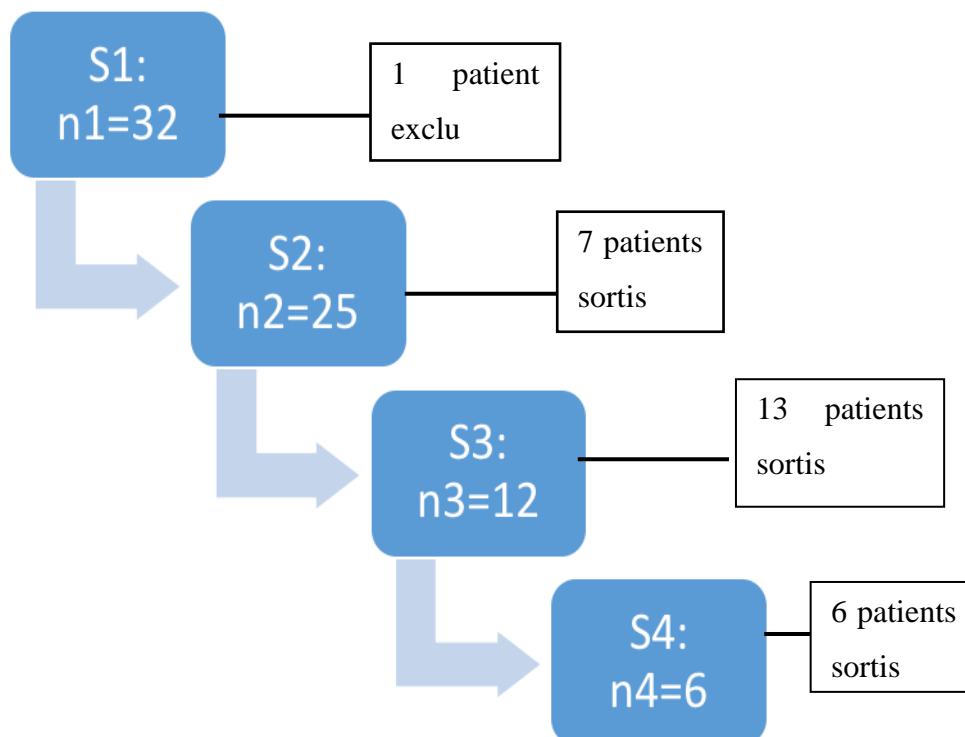 S1:
n1=32
1 patient
exclu
S2:
n2=25
7 patients
sortis
S3:
n3=12
13 patients
sortis
S4:
n4=6
6 patients
sortis